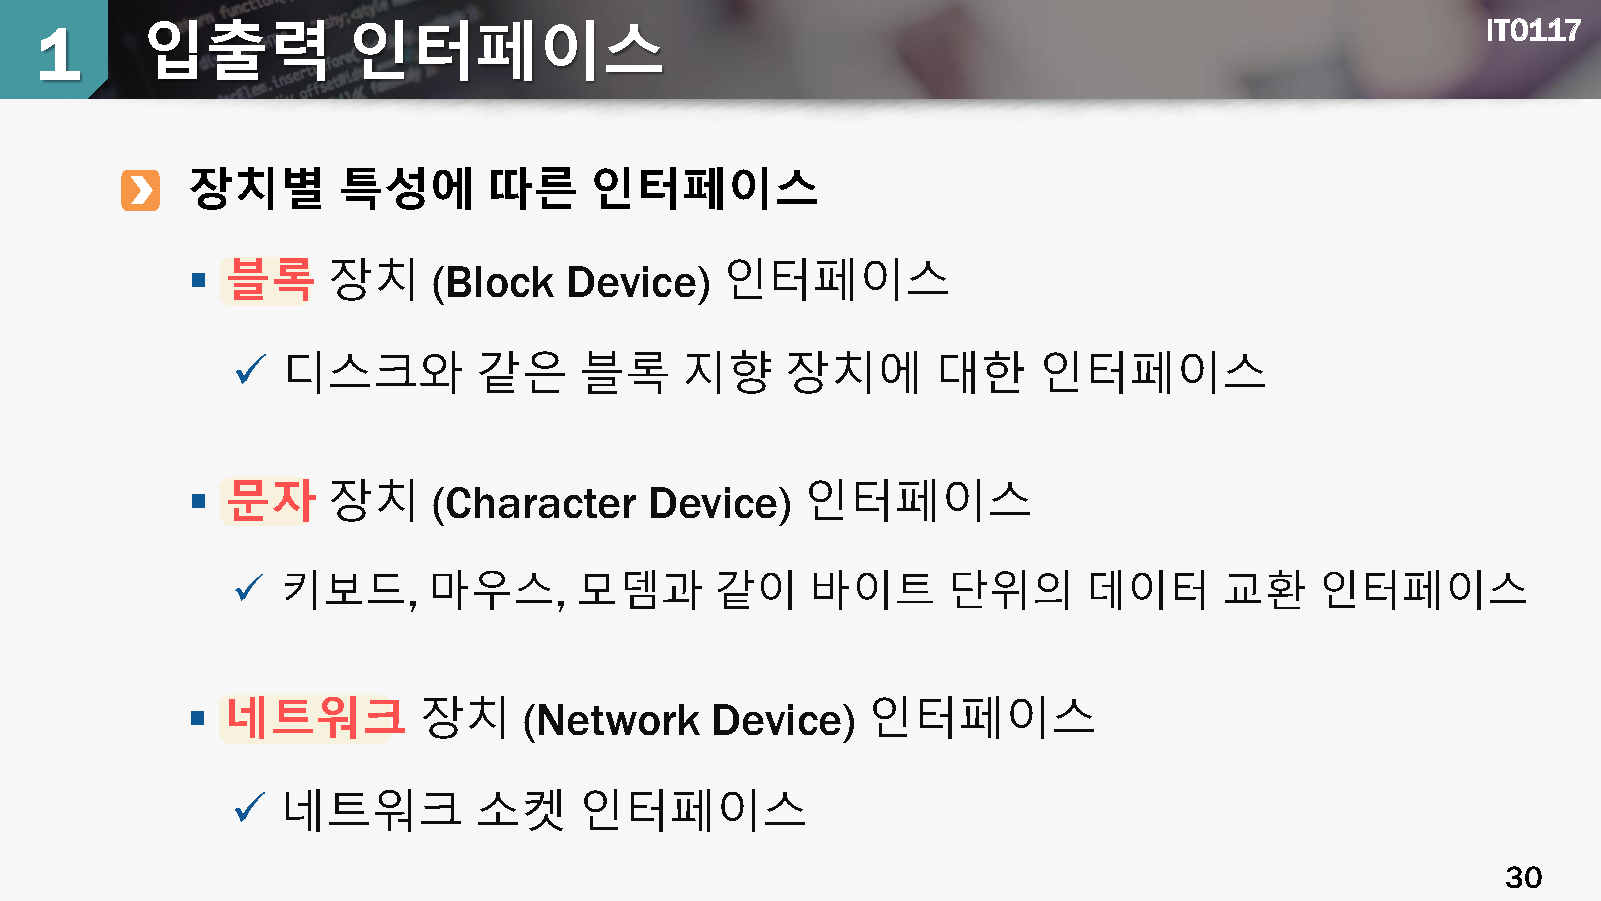 1 입출력 인터페이스
IT0117
장치별 특성에 따른 인터페이스
▪ 블록 장치 (Block Device) 인터페이스
✓ 디스크와 같은 블록 지향 장치에 대한 인터페이스
▪ 문자 장치 (Character Device) 인터페이스
✓ 키보드, 마우스, 모뎀과 같이 바이트 단위의 데이터 교환 인터페이스
▪ 네트워크 장치 (Network Device) 인터페이스
✓ 네트워크 소켓 인터페이스
30